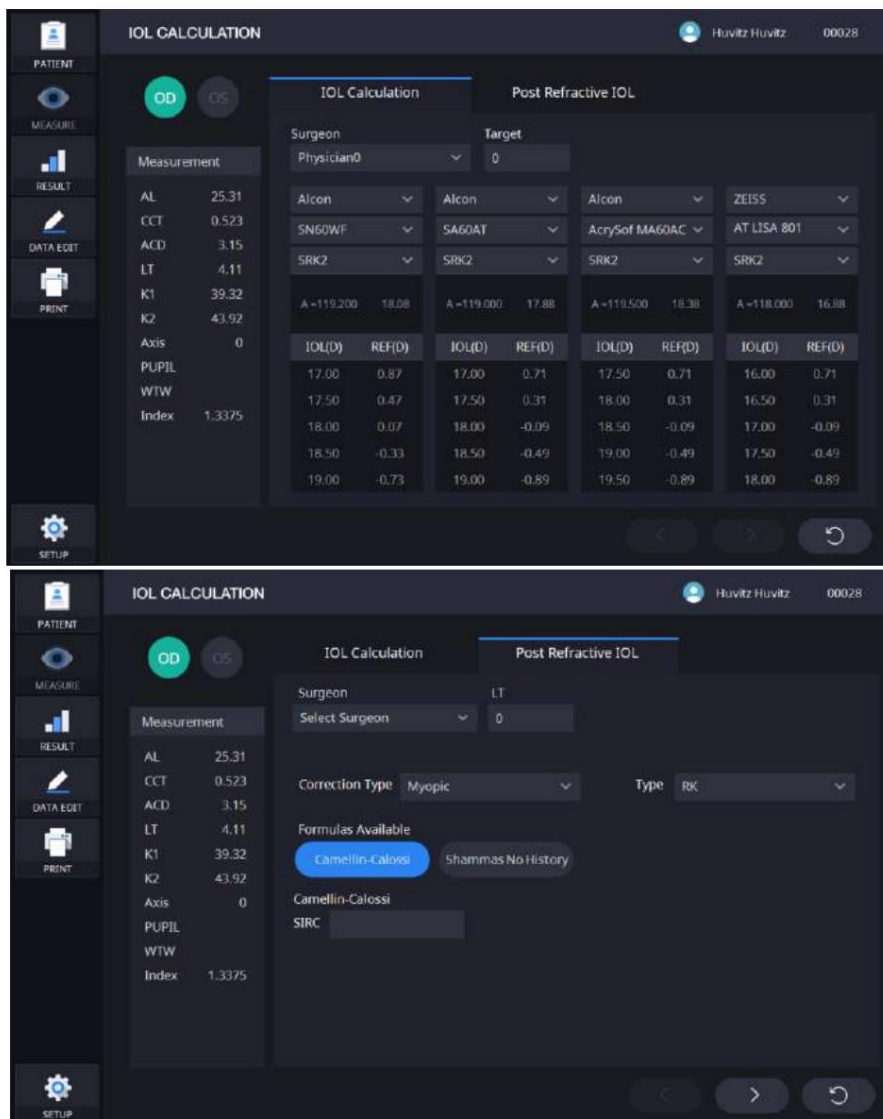 IOL CALCULATION
Huvitz Huvitz 00028
PATIENT
MEASURE
RESULT
DATA EDIT
PRINT
SETUP
OD OS
IOL Calculation Post Refractive IOL
Surgeon Target
Physician0 0
Measurement
AL 25.31
CCT 0.523
ACD 3.15
LT 4.11
K1 39.32
K2 43.92
Axis 0
PUPIL
WTW
Index 1.3375
Alcon Alcon Alcon ZEISS
SN60WF SA60AT AcrySof MA60AC AT LISA 801
SRK2 SRK2 SRK2 SRK2
A =119.200 18.08 A =119.000 17.88 A =119.500 18.38 A =118.000 16.88
IOL(D) REF(D) IOL(D) REF(D) IOL(D) REF(D) IOL(D) REF(D)
17.00 0.87 17.00 0.71 17.50 0.71 16.00 0.71
17.50 0.47 17.50 0.31 18.00 0.31 16.50 0.31
18.00 0.07 18.00 -0.09 18.50 -0.09 17.00 -0.09
18.50 -0.33 18.50 -0.49 19.00 -0.49 17.50 -0.49
19.00 -0.73 19.00 -0.89 19.50 -0.89 18.00 -0.89
IOL CALCULATION
Huvitz Huvitz 00028
PATIENT
MEASURE
RESULT
DATA EDIT
PRINT
SETUP
OD OS
IOL Calculation Post Refractive IOL
Surgeon LT
Select Surgeon 0
Measurement
AL 25.31
CCT 0.523
ACD 3.15
LT 4.11
K1 39.32
K2 43.92
Axis 0
PUPIL
WTW
Index 1.3375
Correction Type Myopic Type RK
Formulas Available
Camellin-Calossi Shammas No History
Camellin-Calossi
SIRC